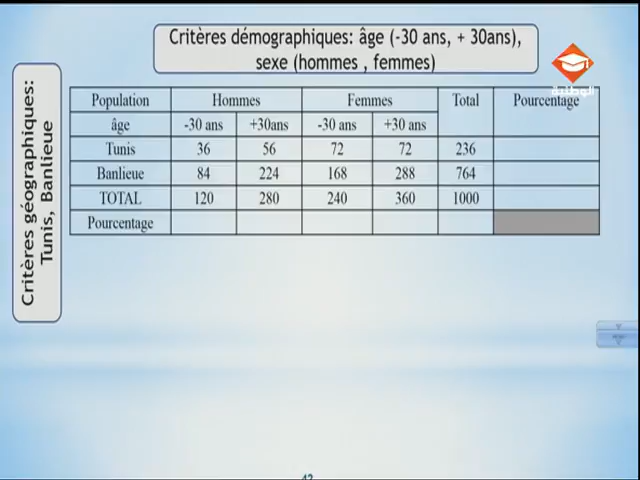 Critères démographiques: âge (-30 ans, + 30ans),
sexe (hommes , femmes)
الوطنية
Critères géographiques:
Tunis, Banlieue
Population Hommes Femmes Total Pourcentage
âge -30 ans +30ans -30 ans +30 ans
Tunis 36 56 72 72 236
Banlieue 84 224 168 288 764
TOTAL 120 280 240 360 1000
Pourcentage